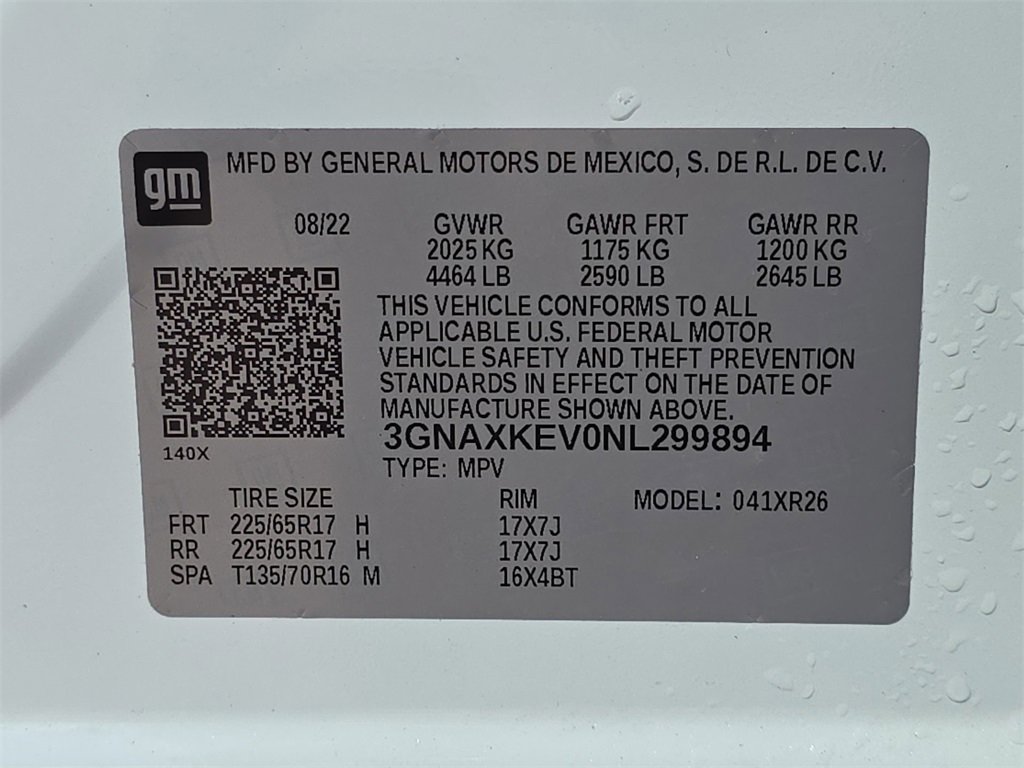 gm
MFD BY GENERAL MOTORS DE MEXICO, S. DE R.L. DE C.V.
08/22 GVWR GAWR FRT GAWR RR
2025 KG 1175 KG 1200 KG
4464 LB 2590 LB 2645 LB
THIS VEHICLE CONFORMS TO ALL
APPLICABLE U.S. FEDERAL MOTOR
VEHICLE SAFETY AND THEFT PREVENTION
STANDARDS IN EFFECT ON THE DATE OF
MANUFACTURE SHOWN ABOVE.
3GNAXKEV0NL299894
140X
TYPE: MPV
TIRE SIZE RIM MODEL: 041XR26
FRT 225/65R17 H 17X7J
RR 225/65R17 H 17X7J
SPA T135/70R16 M 16X4BT